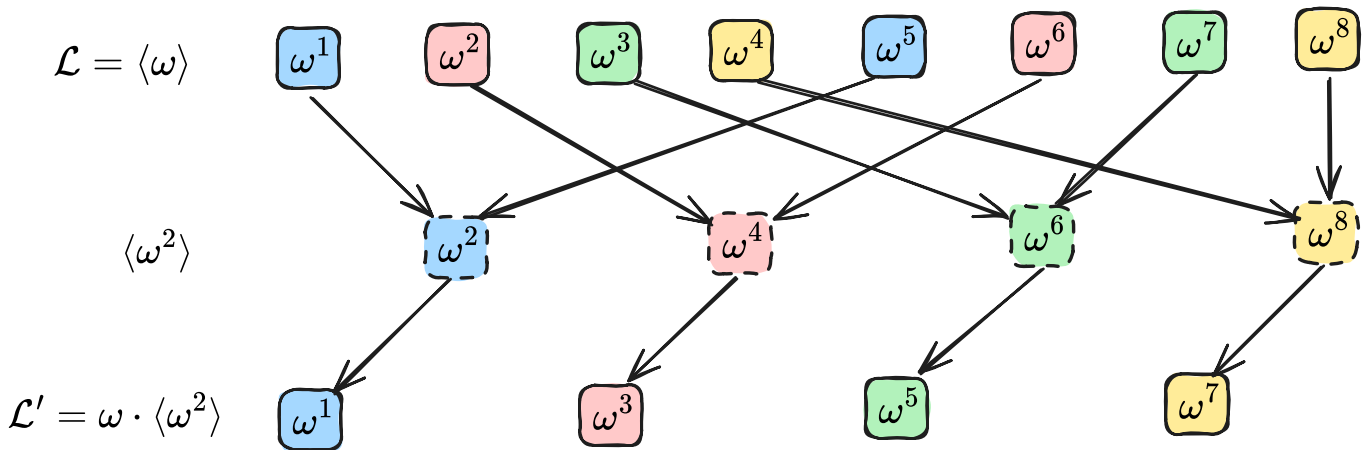 ℒ = ⟨ω⟩ ω¹ ω² ω³ ω⁴ ω⁵ ω⁶ ω⁷ ω⁸
⟨ω²⟩ ω² ω⁴ ω⁶ ω⁸
ℒ′ = ω · ⟨ω²⟩ ω¹ ω³ ω⁵ ω⁷